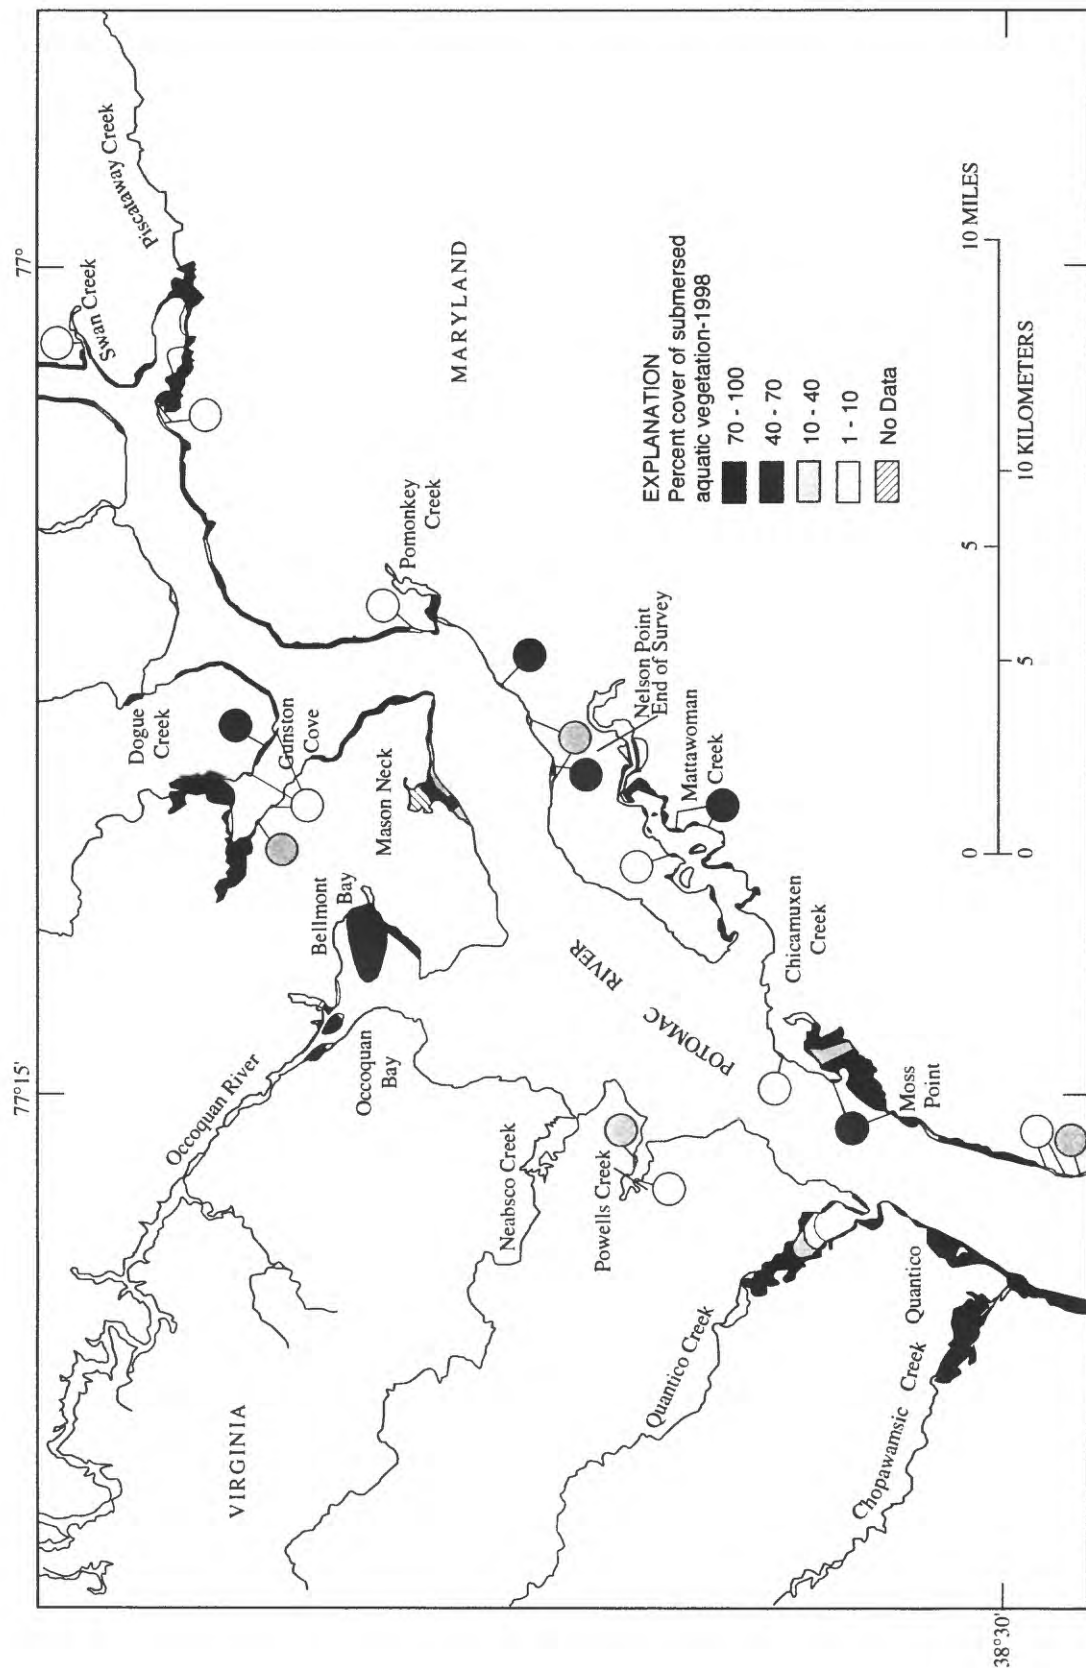 77°15'
77°
38°30'
Swan Creek
Piscataway Creek
Dogue
Creek
Gunston
Cove
Pomonkey
Creek
MARYLAND
Mason Neck
Bellmont
Bay
Occoquan River
Occoquan
Bay
VIRGINIA
Neabsco Creek
Powells Creek
POTOMAC
RIVER
Nelson Point
End of Survey
Mattawoman
Creek
Chicamuxen
Creek
Moss
Point
Quantico Creek
Quantico
Chopawamsic Creek
EXPLANATION
Percent cover of submersed
aquatic vegetation-1998
70 - 100
40 - 70
10 - 40
1 - 10
No Data
0 5 10 MILES
0 5 10 KILOMETERS